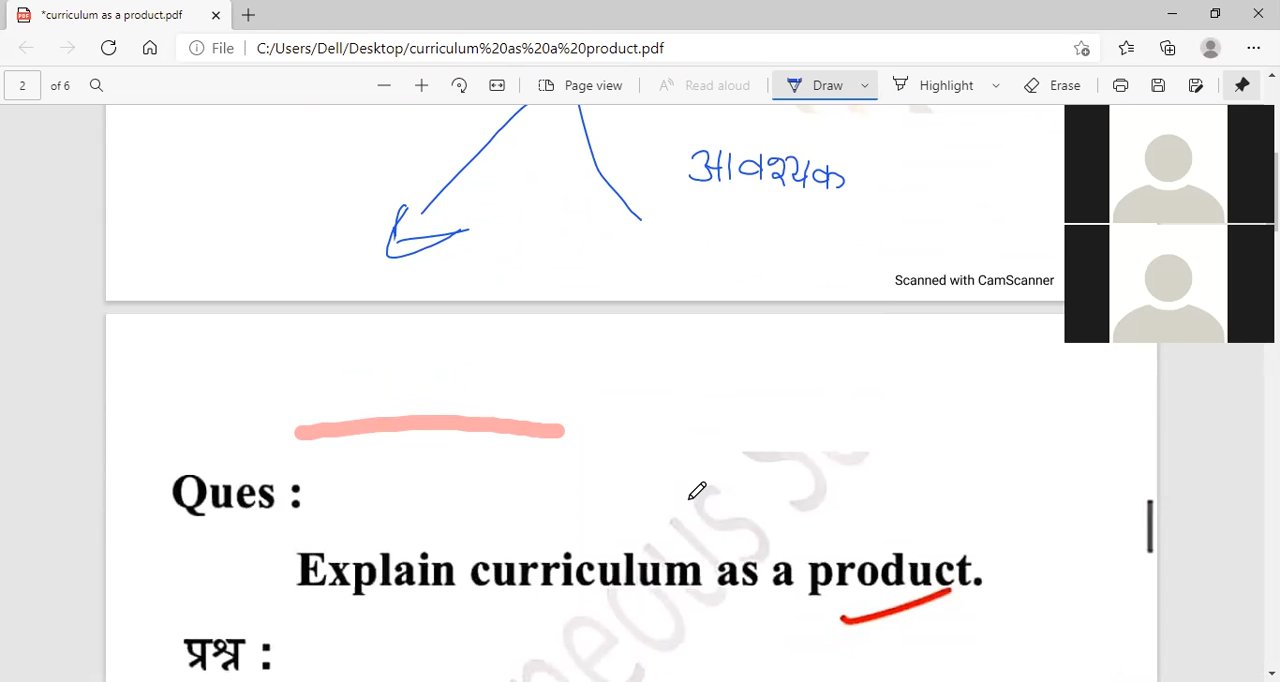 *curriculum as a product.pdf
File C:/Users/Dell/Desktop/curriculum%20as%20a%20product.pdf
2 of 6 Page view Read aloud Draw Highlight Erase
आवश्यक
Scanned with CamScanner
Ques :
Explain curriculum as a product.
प्रश्न :